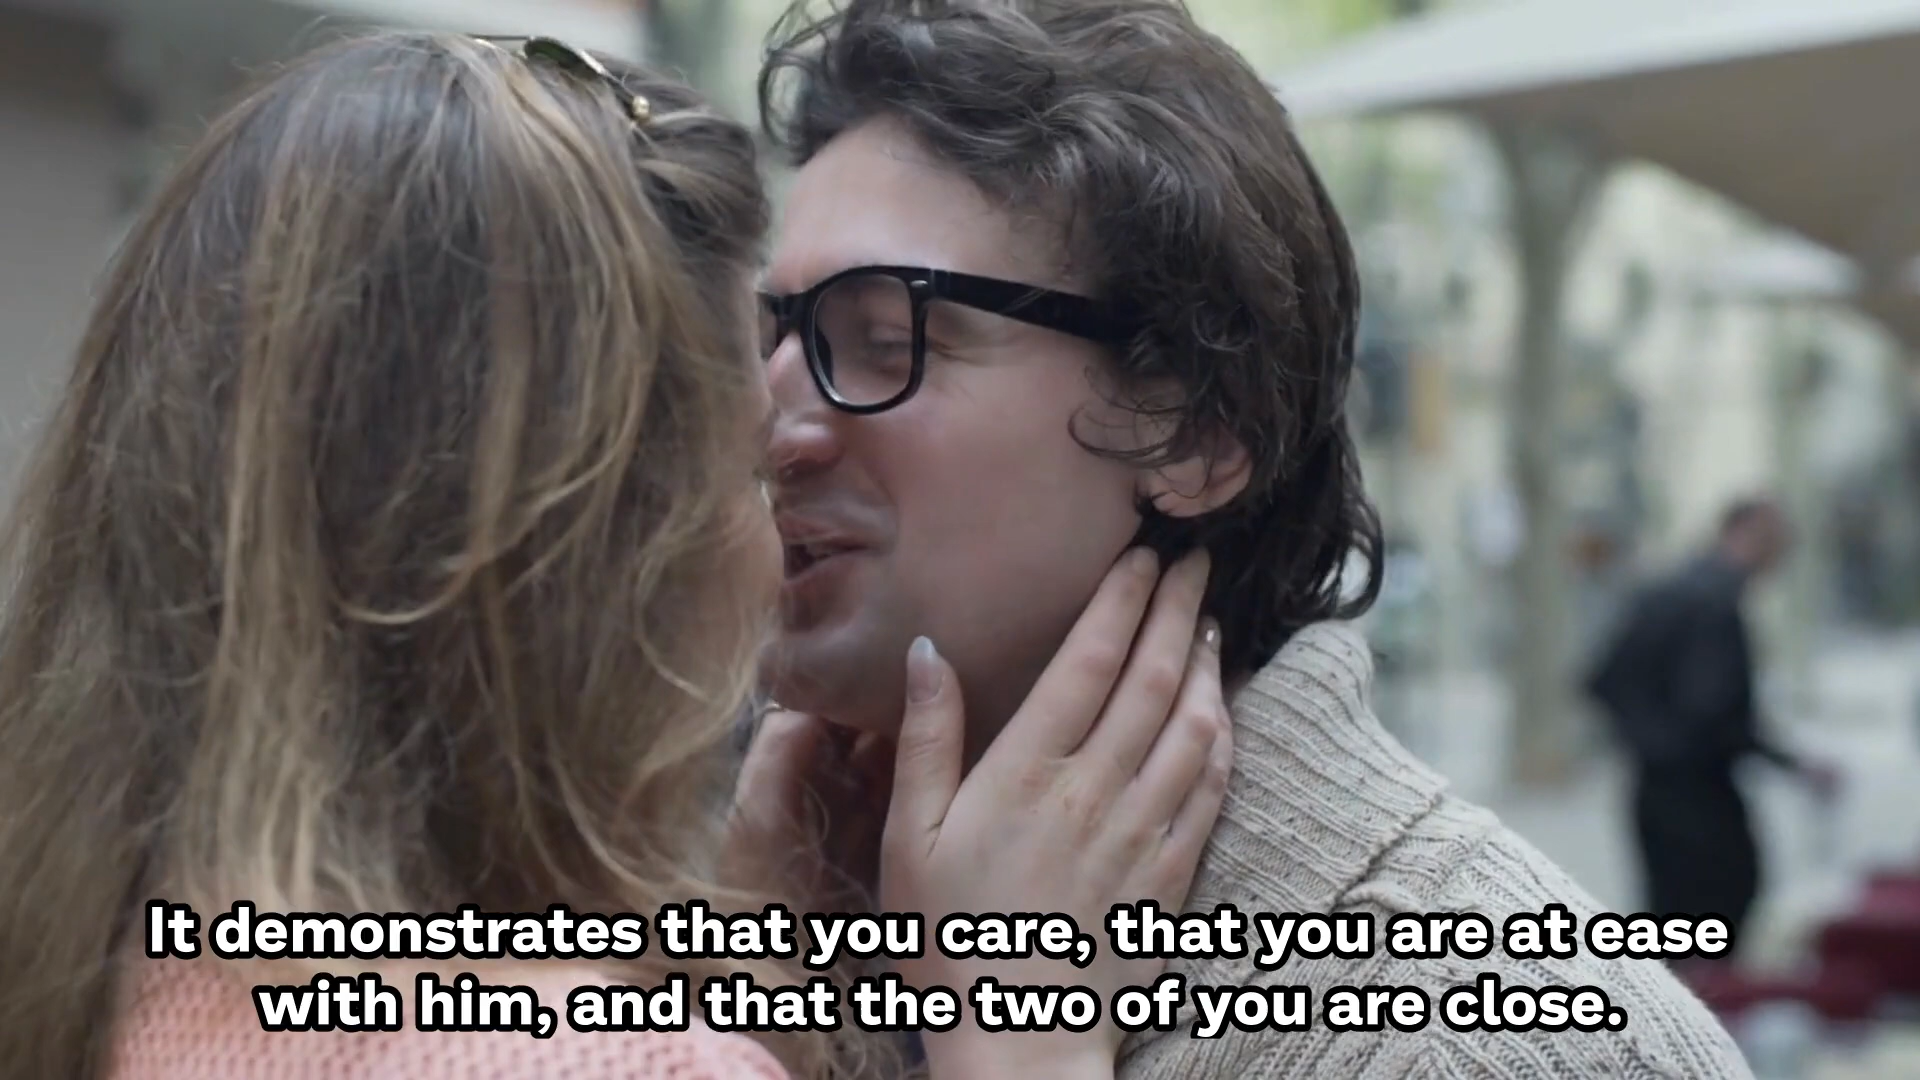 It demonstrates that you care, that you are at ease
with him, and that the two of you are close.